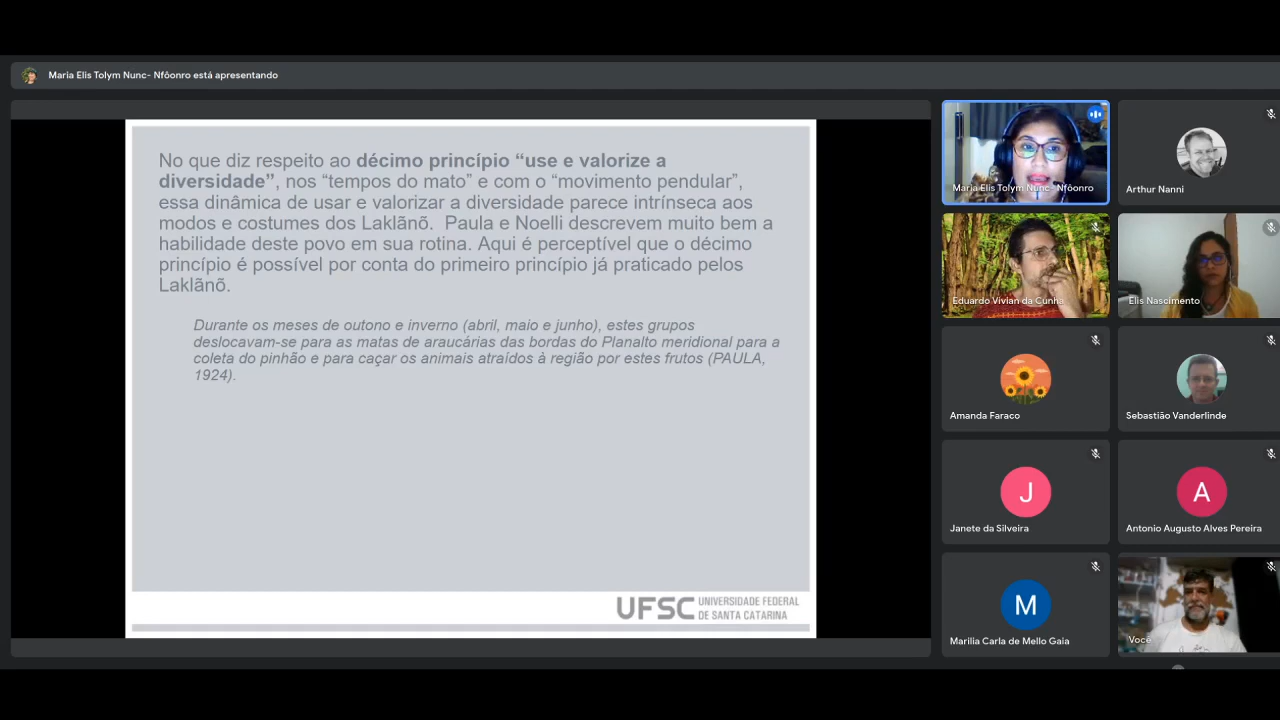 Maria Elis Tolym Nunc- Nfôonro está apresentando
No que diz respeito ao décimo princípio “use e valorize a
diversidade”, nos “tempos do mato” e com o “movimento pendular”,
essa dinâmica de usar e valorizar a diversidade parece intrínseca aos
modos e costumes dos Laklãnõ. Paula e Noelli descrevem muito bem a
habilidade deste povo em sua rotina. Aqui é perceptível que o décimo
princípio é possível por conta do primeiro princípio já praticado pelos
Laklãnõ.
Durante os meses de outono e inverno (abril, maio e junho), estes grupos
deslocavam-se para as matas de araucárias das bordas do Planalto meridional para a
coleta do pinhão e para caçar os animais atraídos à região por estes frutos (PAULA,
1924).
UFSC UNIVERSIDADE FEDERAL
DE SANTA CATARINA
Maria Elis Tolym Nunc- Nfôonro
Arthur Nanni
Eduardo Vivian da Cunha
Elis Nascimento
Amanda Faraco
Sebastião Vanderlinde
J
Janete da Silveira
A
Antonio Augusto Alves Pereira
M
Marilia Carla de Mello Gaia
Você